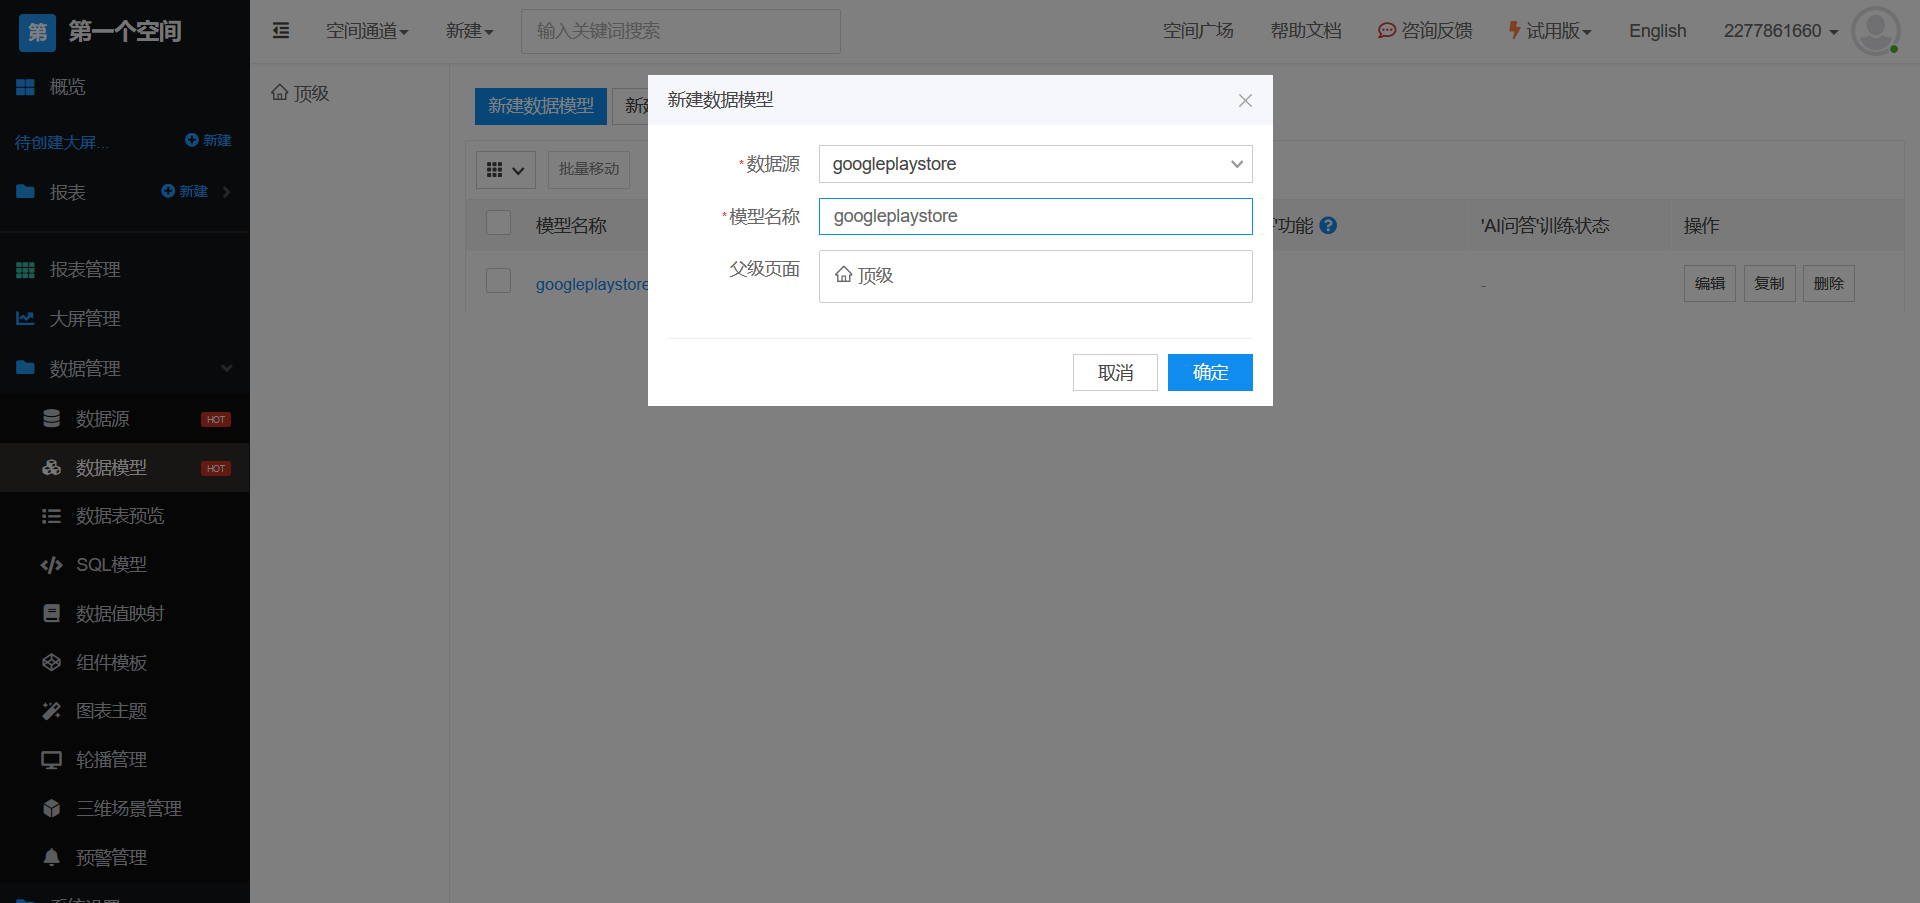 第 第一个空间
空间通道 新建 输入关键词搜索 空间广场 帮助文档 咨询反馈 试用版 English 2277861660
概览
待创建大屏... 新建
报表 新建
报表管理
大屏管理
数据管理
数据源 HOT
数据模型 HOT
数据表预览
SQL模型
数据值映射
组件模板
图表主题
轮播管理
三维场景管理
预警管理
顶级
新建数据模型
批量移动
模型名称 功能 ? 'AI问答'训练状态 操作
googleplaystore - 编辑 复制 删除
新建数据模型
*数据源 googleplaystore
*模型名称 googleplaystore
父级页面 顶级
取消 确定